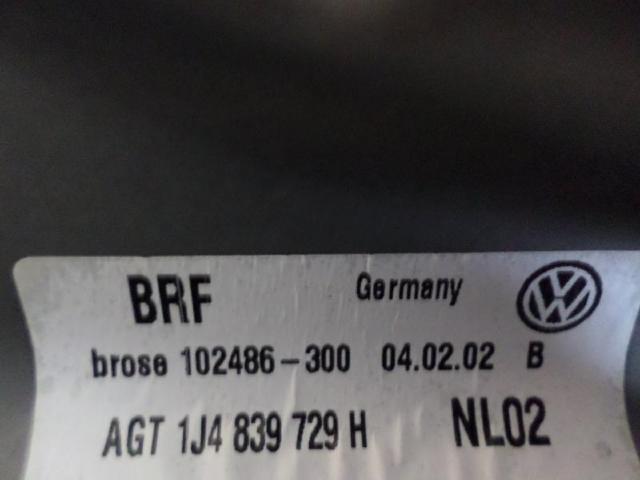 BRF Germany
brose 102486-300 04.02.02 B
AGT 1J4 839 729 H NL02